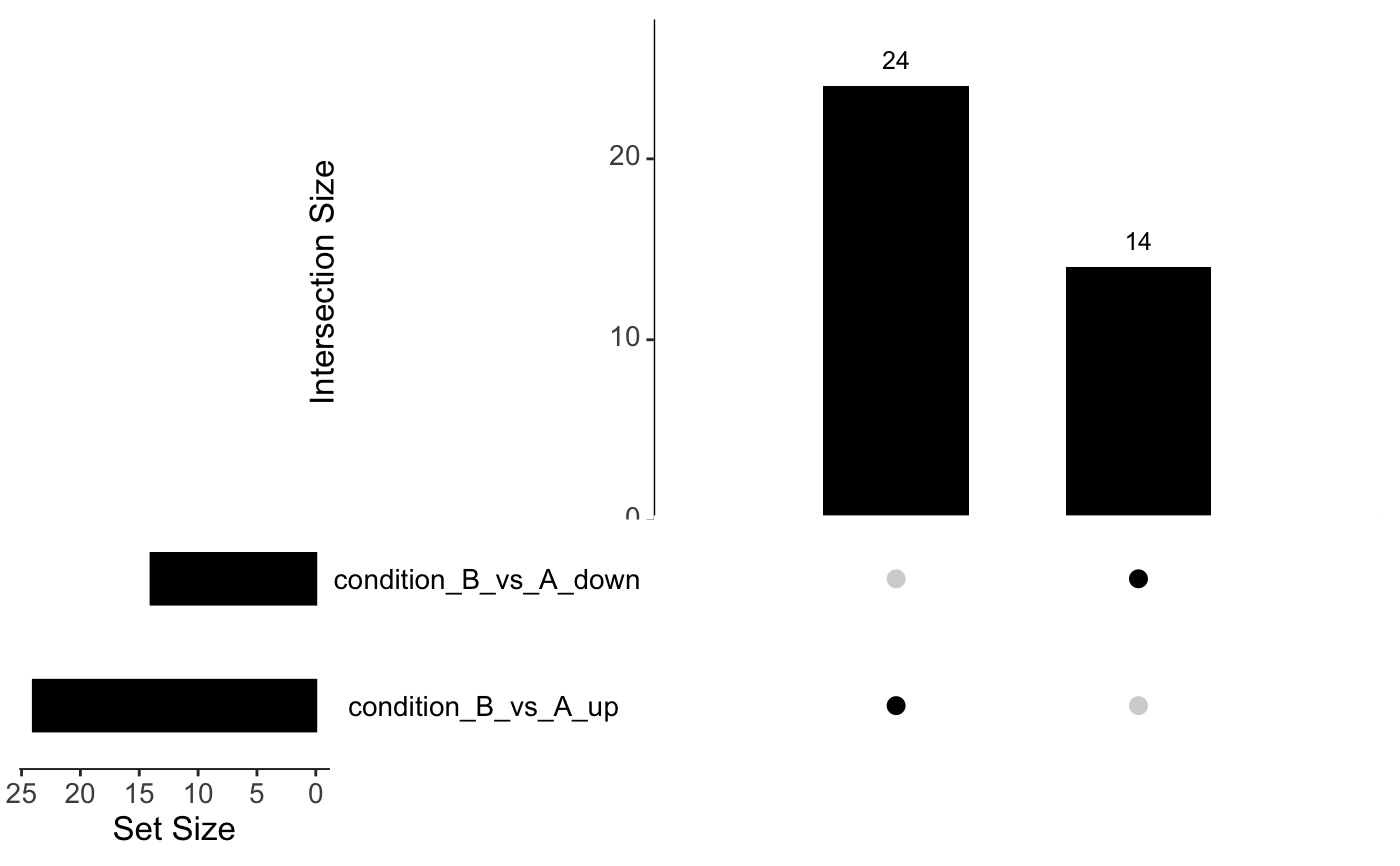 24
20
14
Intersection Size
10
0
condition_B_vs_A_down
condition_B_vs_A_up
25 20 15 10 5 0
Set Size